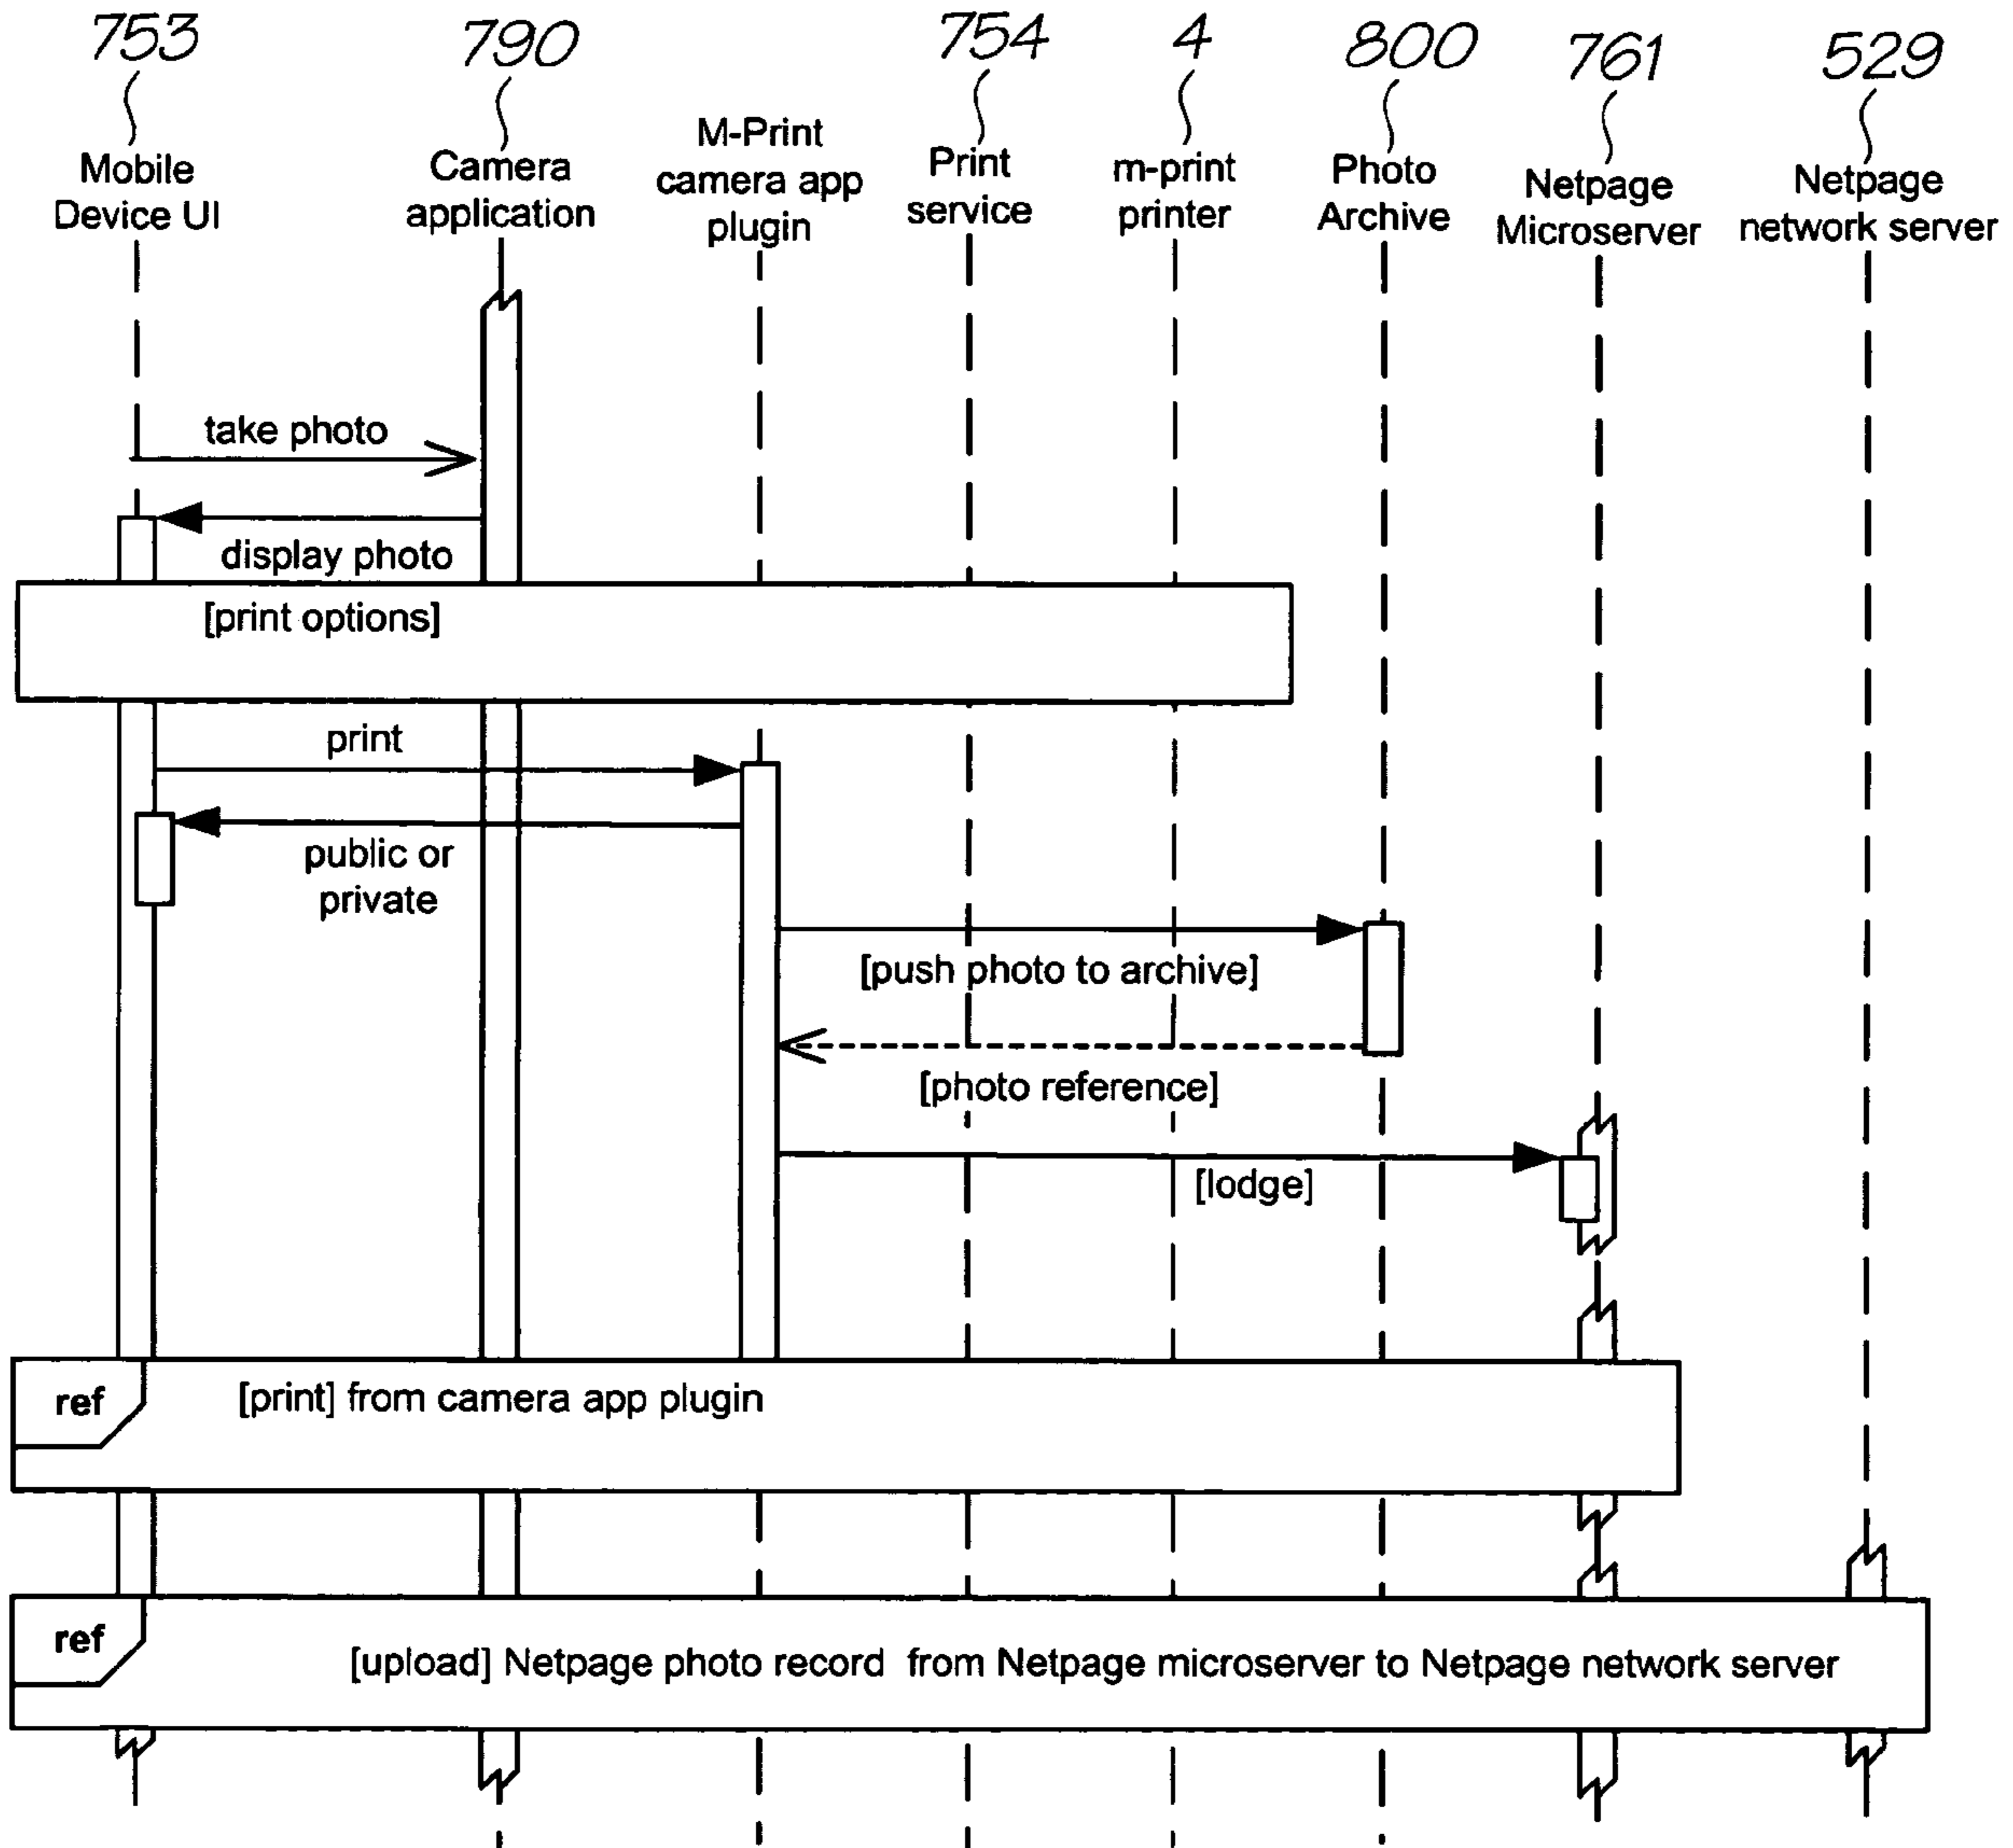 753
790
754
4
800
761
529
Mobile
Device UI
Camera
application
M-Print
camera app
plugin
Print
service
m-print
printer
Photo
Archive
Netpage
Microserver
Netpage
network server
take photo
display photo
[print options]
print
public or
private
[push photo to archive]
[photo reference]
[lodge]
ref
[print] from camera app plugin
ref
[upload] Netpage photo record from Netpage microserver to Netpage network server